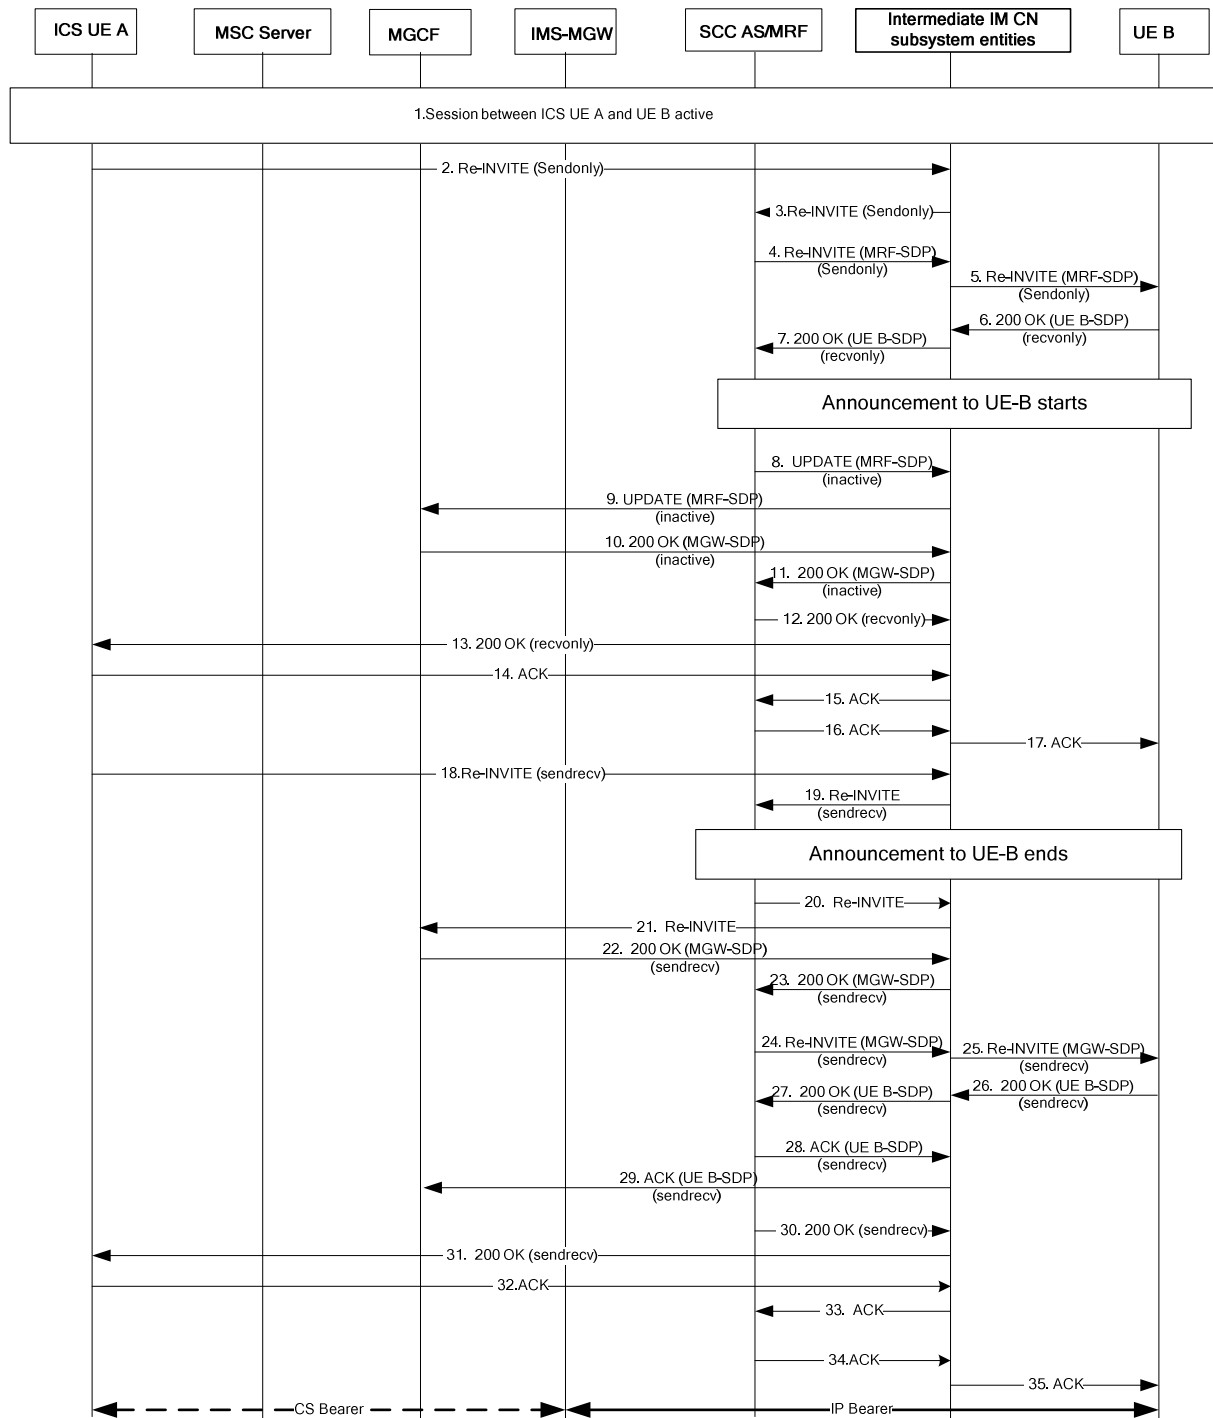 ICS UE A
MSC Server
MGCF
IMS-MGW
SCC AS/MRF
Intermediate IM CN
subsystem entities
UE B
1.Session between ICS UE A and UE B active
2. Re-INVITE (Sendonly)
3.Re-INVITE (Sendonly)
4. Re-INVITE (MRF-SDP)
(Sendonly)
5. Re-INVITE (MRF-SDP)
(Sendonly)
6. 200 OK (UE B-SDP)
(recvonly)
7. 200 OK (UE B-SDP)
(recvonly)
Announcement to UE-B starts
8. UPDATE (MRF-SDP)
(inactive)
9. UPDATE (MRF-SDP)
(inactive)
10. 200 OK (MGW-SDP)
(inactive)
11. 200 OK (MGW-SDP)
(inactive)
12. 200 OK (recvonly)
13. 200 OK (recvonly)
14. ACK
15. ACK
16. ACK
17. ACK
18.Re-INVITE (sendrecv)
19. Re-INVITE
(sendrecv)
Announcement to UE-B ends
20. Re-INVITE
21. Re-INVITE
22. 200 OK (MGW-SDP)
(sendrecv)
23. 200 OK (MGW-SDP)
(sendrecv)
24. Re-INVITE (MGW-SDP)
(sendrecv)
25. Re-INVITE (MGW-SDP)
(sendrecv)
26. 200 OK (UE B-SDP)
(sendrecv)
27. 200 OK (UE B-SDP)
(sendrecv)
28. ACK (UE B-SDP)
(sendrecv)
29. ACK (UE B-SDP)
(sendrecv)
30. 200 OK (sendrecv)
31. 200 OK (sendrecv)
32.ACK
33. ACK
34.ACK
35. ACK
CS Bearer
IP Bearer